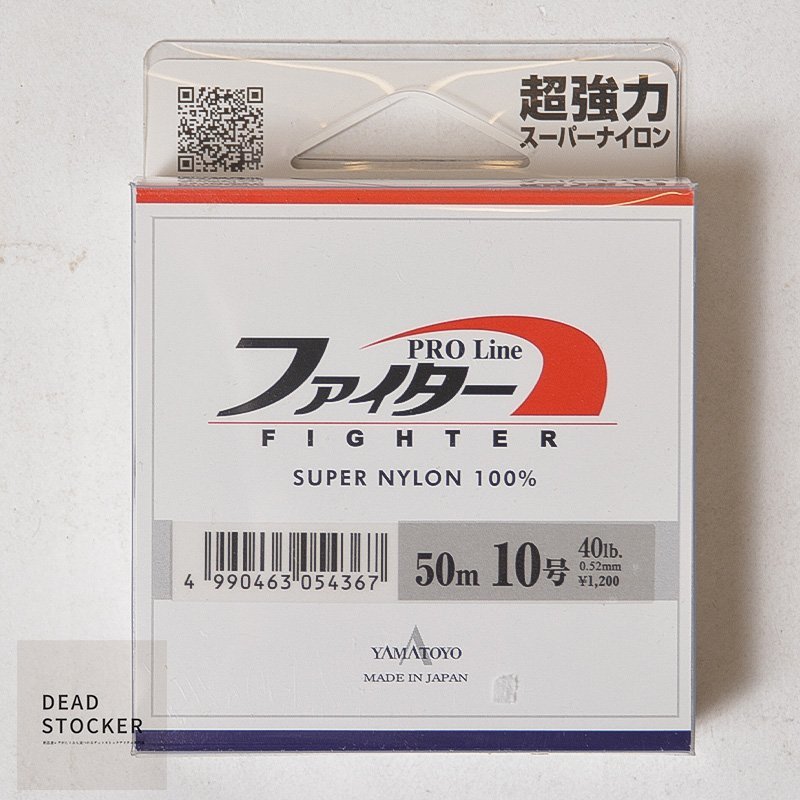 超強力
スーパーナイロン
PRO Line
ファイター
FIGHTER
SUPER NYLON 100%
4 990463 054367
50m 10号
40lb.
0.52mm
¥1,200
YAMATOYO
MADE IN JAPAN
DEAD
STOCKER